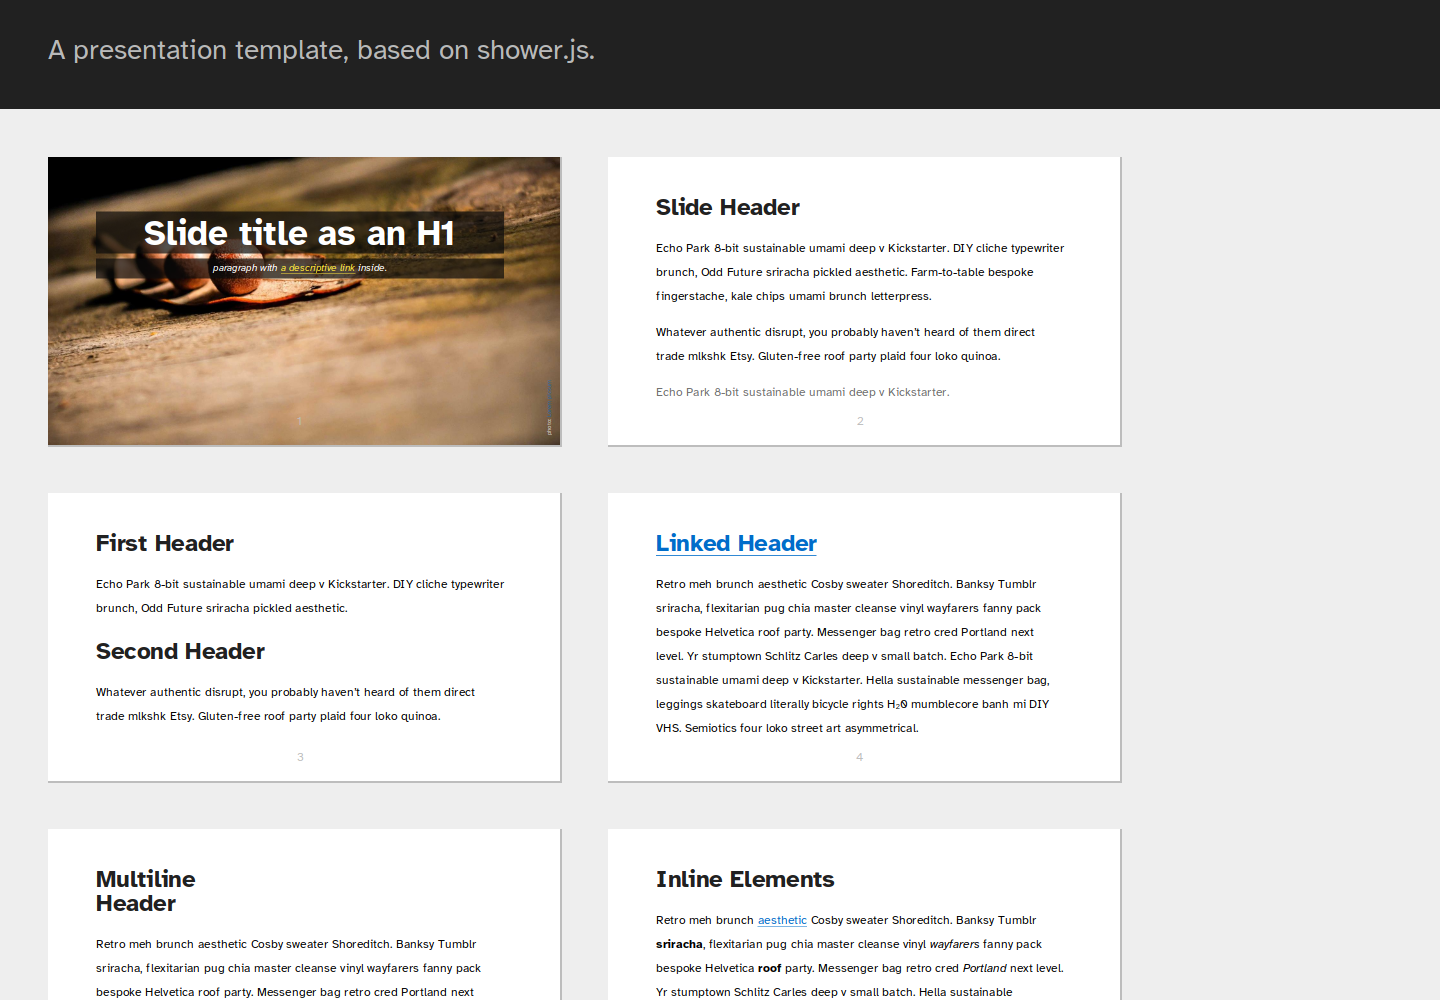 A presentation template, based on shower.js.
Slide title as an H1
paragraph with a descriptive link inside.
photo:
1
Slide Header
Echo Park 8-bit sustainable umami deep v Kickstarter. DIY cliche typewriter
brunch, Odd Future sriracha pickled aesthetic. Farm-to-table bespoke
fingerstache, kale chips umami brunch letterpress.
Whatever authentic disrupt, you probably haven't heard of them direct
trade mlkshk Etsy. Gluten-free roof party plaid four loko quinoa.
Echo Park 8-bit sustainable umami deep v Kickstarter.
2
First Header
Echo Park 8-bit sustainable umami deep v Kickstarter. DIY cliche typewriter
brunch, Odd Future sriracha pickled aesthetic.
Second Header
Whatever authentic disrupt, you probably haven't heard of them direct
trade mlkshk Etsy. Gluten-free roof party plaid four loko quinoa.
3
Linked Header
Retro meh brunch aesthetic Cosby sweater Shoreditch. Banksy Tumblr
sriracha, flexitarian pug chia master cleanse vinyl wayfarers fanny pack
bespoke Helvetica roof party. Messenger bag retro cred Portland next
level. Yr stumptown Schlitz Carles deep v small batch. Echo Park 8-bit
sustainable umami deep v Kickstarter. Hella sustainable messenger bag,
leggings skateboard literally bicycle rights H₂0 mumblecore banh mi DIY
VHS. Semiotics four loko street art asymmetrical.
4
Multiline
Header
Retro meh brunch aesthetic Cosby sweater Shoreditch. Banksy Tumblr
sriracha, flexitarian pug chia master cleanse vinyl wayfarers fanny pack
bespoke Helvetica roof party. Messenger bag retro cred Portland next
Inline Elements
Retro meh brunch aesthetic Cosby sweater Shoreditch. Banksy Tumblr
sriracha, flexitarian pug chia master cleanse vinyl wayfarers fanny pack
bespoke Helvetica roof party. Messenger bag retro cred Portland next level.
Yr stumptown Schlitz Carles deep v small batch. Hella sustainable